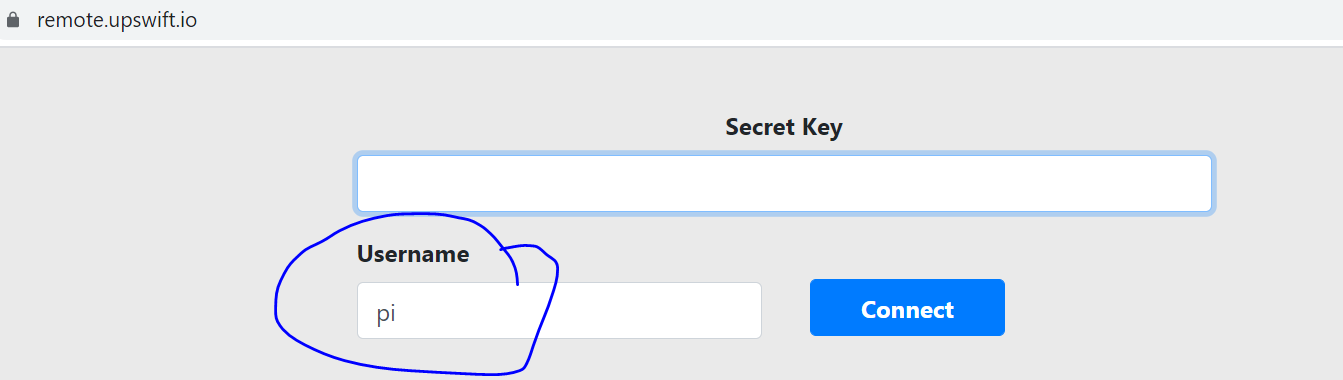 remote.upswift.io
Secret Key
Username
pi
Connect